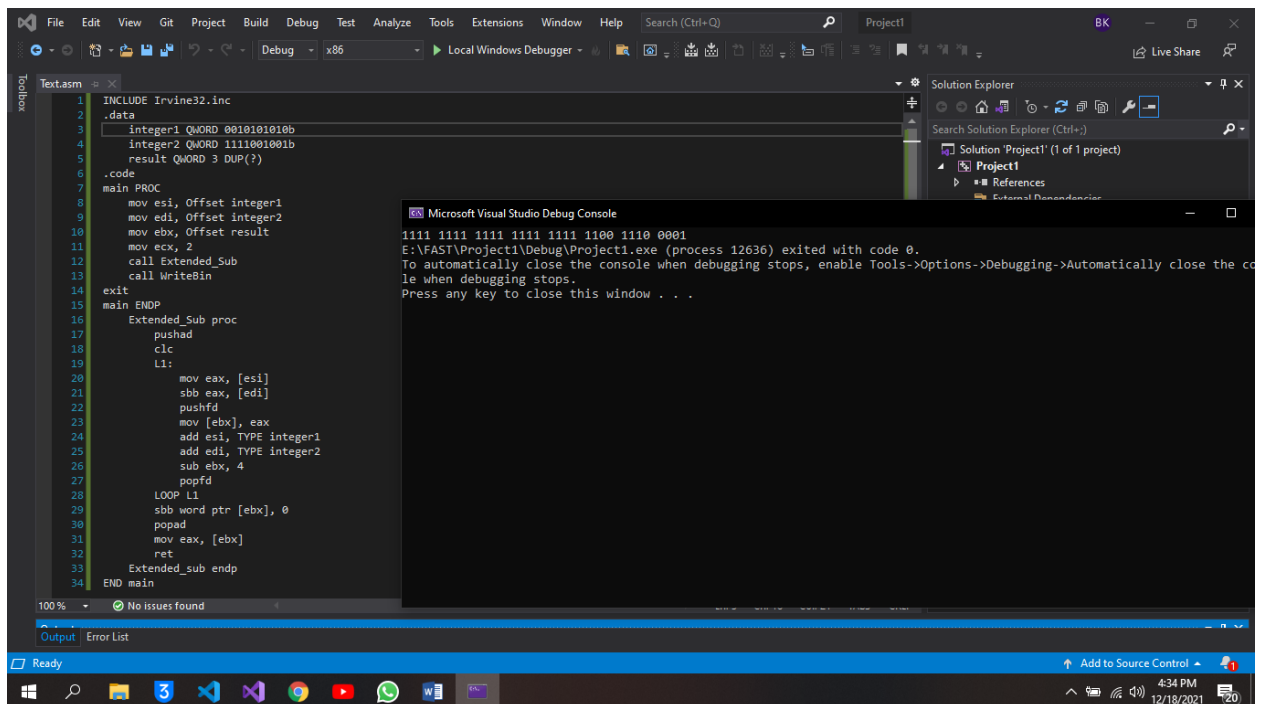 File Edit View Git Project Build Debug Test Analyze Tools Extensions Window Help Search (Ctrl+Q) Project1 BK
Debug x86 Local Windows Debugger Live Share
Toolbox
Text.asm
1 INCLUDE Irvine32.inc
2 .data
3 integer1 QWORD 0010101010b
4 integer2 QWORD 1111001001b
5 result QWORD 3 DUP(?)
6 .code
7 main PROC
8 mov esi, Offset integer1
9 mov edi, Offset integer2
10 mov ebx, Offset result
11 mov ecx, 2
12 call Extended_Sub
13 call WriteBin
14 exit
15 main ENDP
16 Extended_Sub proc
17 pushad
18 clc
19 L1:
20 mov eax, [esi]
21 sbb eax, [edi]
22 pushfd
23 mov [ebx], eax
24 add esi, TYPE integer1
25 add edi, TYPE integer2
26 sub ebx, 4
27 popfd
28 LOOP L1
29 sbb word ptr [ebx], 0
30 popad
31 mov eax, [ebx]
32 ret
33 Extended_sub endp
34 END main
100 % No issues found
Solution Explorer
Search Solution Explorer (Ctrl+;)
Solution 'Project1' (1 of 1 project)
Project1
References
External Dependencies
Microsoft Visual Studio Debug Console
1111 1111 1111 1111 1111 1100 1110 0001
E:\FAST\Project1\Debug\Project1.exe (process 12636) exited with code 0.
To automatically close the console when debugging stops, enable Tools->Options->Debugging->Automatically close the co
le when debugging stops.
Press any key to close this window . . .
Output Error List
Ready Add to Source Control 1
4:34 PM
12/18/2021
20